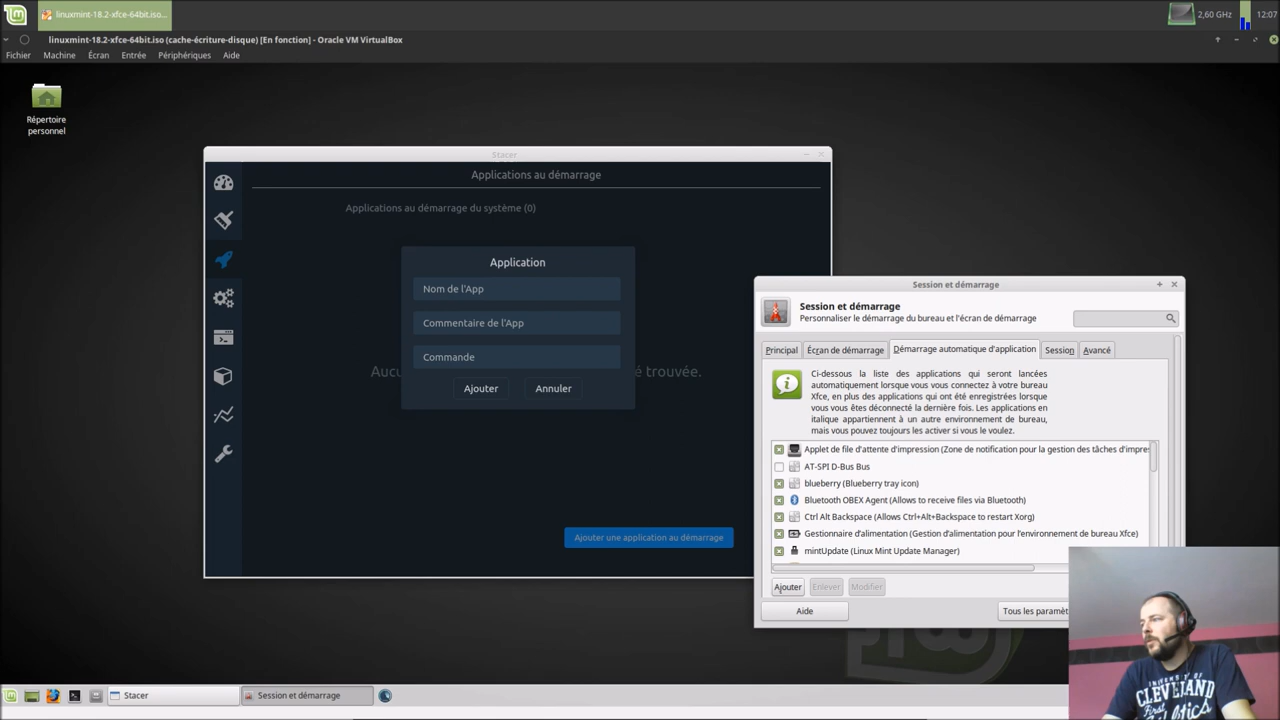 linuxmint-18.2-xfce-64bit.iso...
2,60 GHz
12:07
linuxmint-18.2-xfce-64bit.iso (cache-écriture-disque) [En fonction] - Oracle VM VirtualBox
Fichier Machine Écran Entrée Périphériques Aide
Répertoire
personnel
Stacer
Applications au démarrage
Applications au démarrage du système (0)
Application
Nom de l'App
Commentaire de l'App
Commande
Aucu
é trouvée.
Ajouter Annuler
Ajouter une application au démarrage
Session et démarrage
Session et démarrage
Personnaliser le démarrage du bureau et l'écran de démarrage
Principal Écran de démarrage Démarrage automatique d'application Session Avancé
Ci-dessous la liste des applications qui seront lancées
automatiquement lorsque vous vous connectez à votre bureau
Xfce, en plus des applications qui ont été enregistrées lorsque
vous vous êtes déconnecté la dernière fois. Les applications en
italique appartiennent à un autre environnement de bureau,
mais vous pouvez toujours les activer si vous le voulez.
Applet de file d'attente d'impression (Zone de notification pour la gestion des tâches d'impres
AT-SPI D-Bus Bus
blueberry (Blueberry tray icon)
Bluetooth OBEX Agent (Allows to receive files via Bluetooth)
Ctrl Alt Backspace (Allows Ctrl+Alt+Backspace to restart Xorg)
Gestionnaire d'alimentation (Gestion d'alimentation pour l'environnement de bureau Xfce)
mintUpdate (Linux Mint Update Manager)
Ajouter Enlever Modifier
Aide
Tous les paramèt
CLEVELAND
Stacer
Session et démarrage